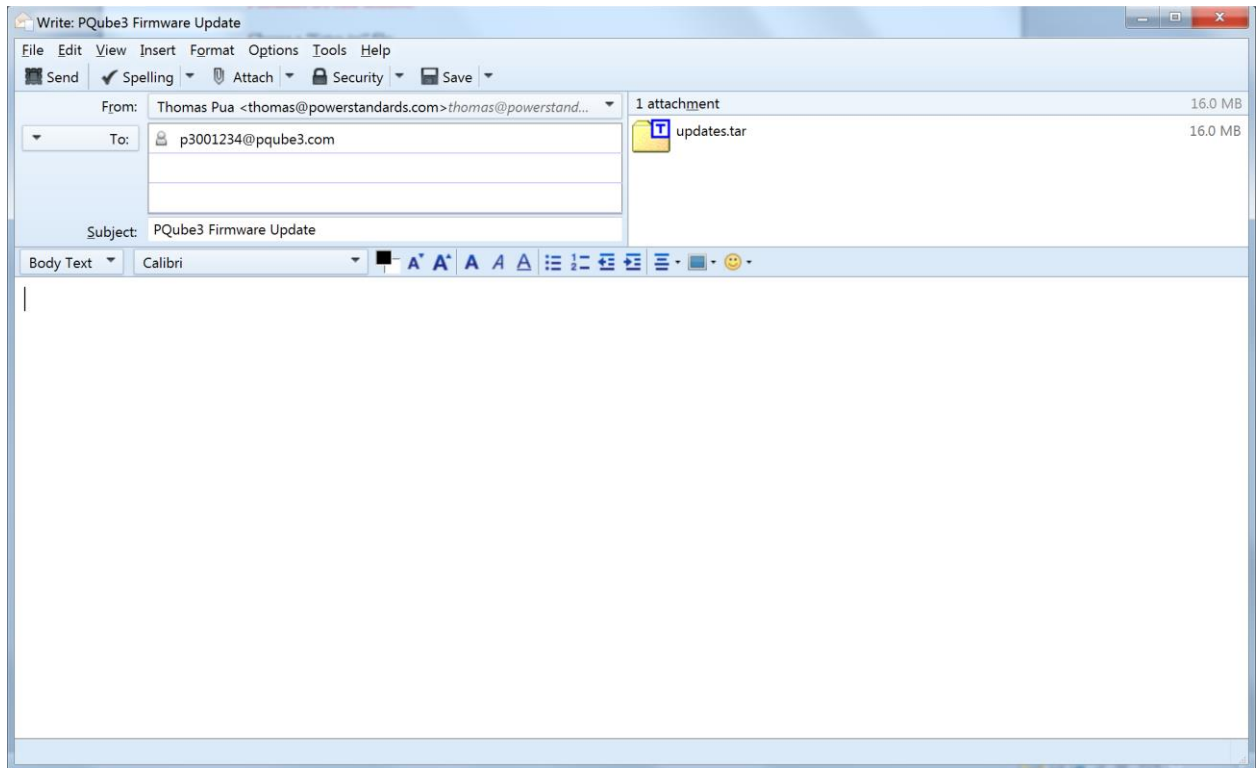 Write: PQube3 Firmware Update
File Edit View Insert Format Options Tools Help
Send Spelling Attach Security Save
From: Thomas Pua <thomas@powerstandards.com> thomas@powerstand...
To: p3001234@pqube3.com
Subject: PQube3 Firmware Update
1 attachment 16.0 MB
updates.tar 16.0 MB
Body Text Calibri